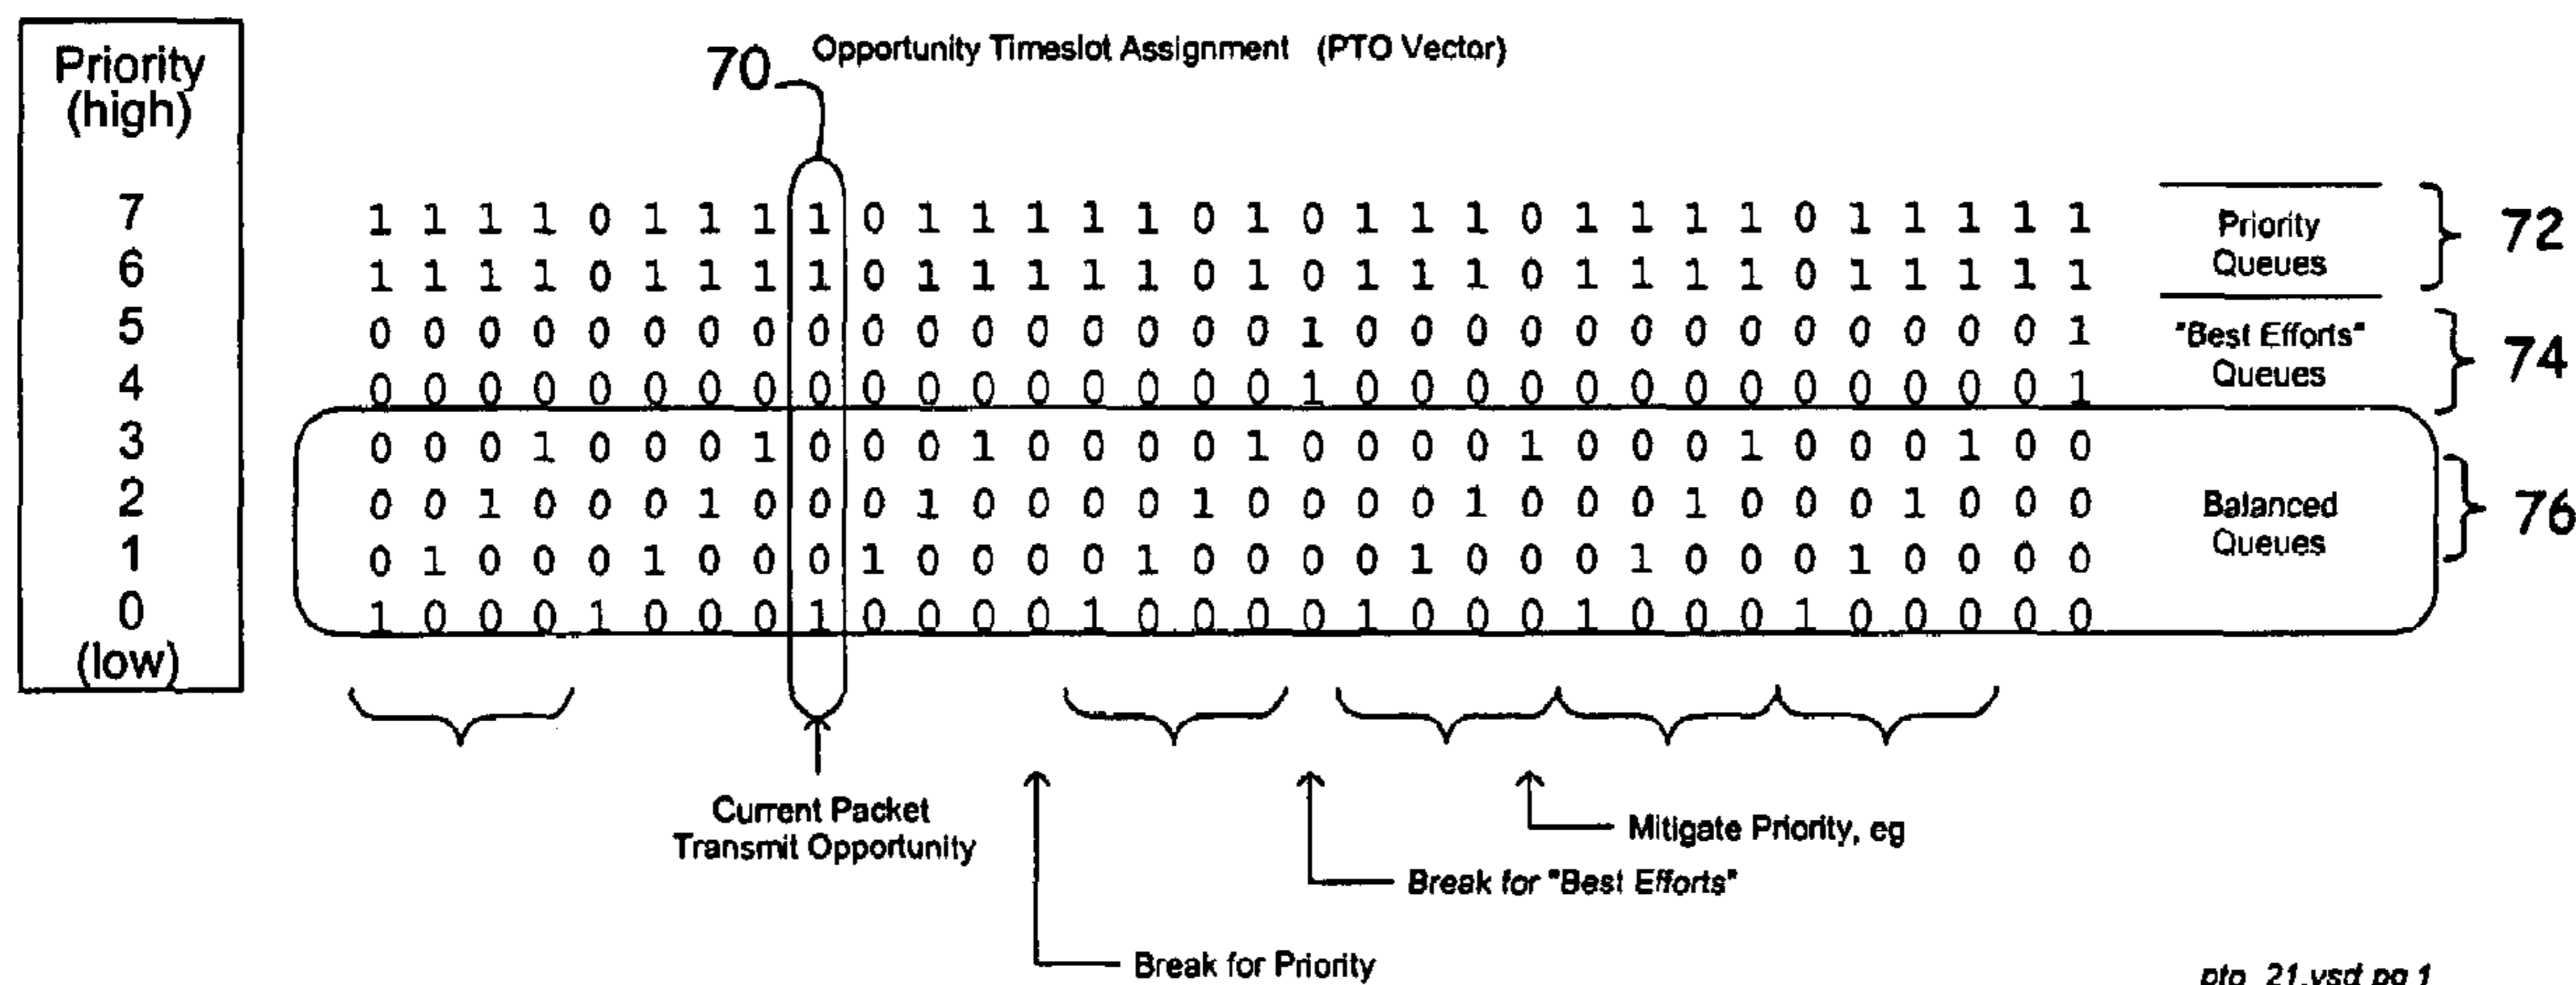 Priority
(high)
70
Opportunity Timeslot Assignment (PTO Vector)
7 1 1 1 1 0 1 1 1 1 0 1 1 1 1 1 0 1 0 1 1 1 0 1 1 1 1 0 1 1 1 1 1
6 1 1 1 1 0 1 1 1 1 0 1 1 1 1 1 0 1 0 1 1 1 0 1 1 1 1 0 1 1 1 1 1
Priority
Queues
72
5 0 0 0 0 0 0 0 0 0 0 0 0 0 0 0 0 0 1 0 0 0 0 0 0 0 0 0 0 0 0 0 1
4 0 0 0 0 0 0 0 0 0 0 0 0 0 0 0 0 0 1 0 0 0 0 0 0 0 0 0 0 0 0 0 1
"Best Efforts"
Queues
74
3 0 0 0 1 0 0 0 1 0 0 0 1 0 0 0 0 1 0 0 0 0 1 0 0 0 1 0 0 0 1 0 0
2 0 0 1 0 0 0 1 0 0 0 1 0 0 0 0 1 0 0 0 0 1 0 0 0 1 0 0 0 1 0 0 0
1 0 1 0 0 0 1 0 0 0 1 0 0 0 0 1 0 0 0 0 1 0 0 0 1 0 0 0 1 0 0 0 0
0 1 0 0 0 1 0 0 0 1 0 0 0 0 1 0 0 0 0 1 0 0 0 1 0 0 0 1 0 0 0 0 0
Balanced
Queues
76
(low)
Current Packet
Transmit Opportunity
Mitigate Priority, eg
Break for "Best Efforts"
Break for Priority
pto_21.vsd pg 1